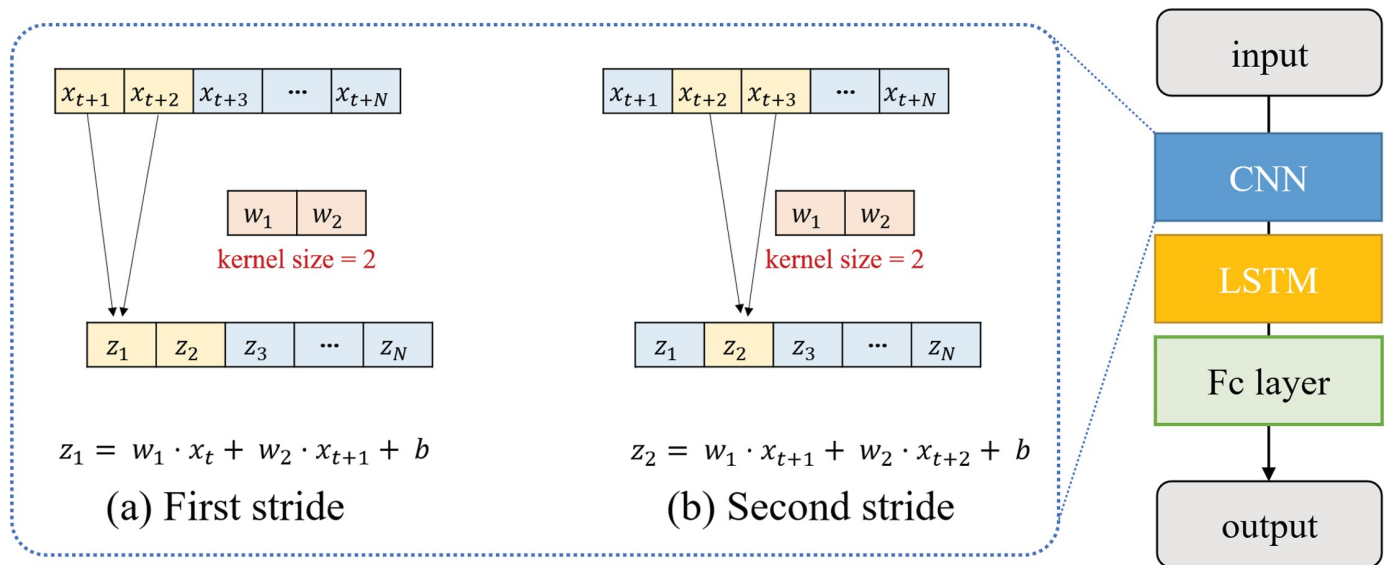 x_{t+1} x_{t+2} x_{t+3} ... x_{t+N}
w_1 w_2
kernel size = 2
z_1 z_2 z_3 ... z_N
z_1 = w_1 · x_t + w_2 · x_{t+1} + b
(a) First stride
x_{t+1} x_{t+2} x_{t+3} ... x_{t+N}
w_1 w_2
kernel size = 2
z_1 z_2 z_3 ... z_N
z_2 = w_1 · x_{t+1} + w_2 · x_{t+2} + b
(b) Second stride
input
CNN
LSTM
Fc layer
output